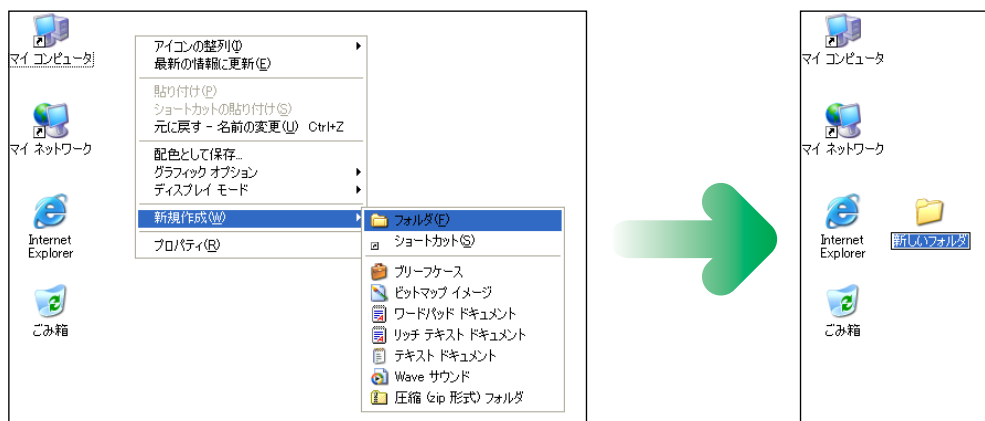 マイ コンピュータ
マイ ネットワーク
Internet
Explorer
ごみ箱
アイコンの整列(I)
最新の情報に更新(E)
貼り付け(P)
ショートカットの貼り付け(S)
元に戻す - 名前の変更(U) Ctrl+Z
配色として保存...
グラフィック オプション
ディスプレイ モード
新規作成(W)
プロパティ(R)
フォルダ(F)
ショートカット(S)
ブリーフケース
ビットマップ イメージ
ワードパッド ドキュメント
リッチ テキスト ドキュメント
テキスト ドキュメント
Wave サウンド
圧縮 (zip 形式) フォルダ
マイ コンピュータ
マイ ネットワーク
Internet
Explorer
新しいフォルダ
ごみ箱